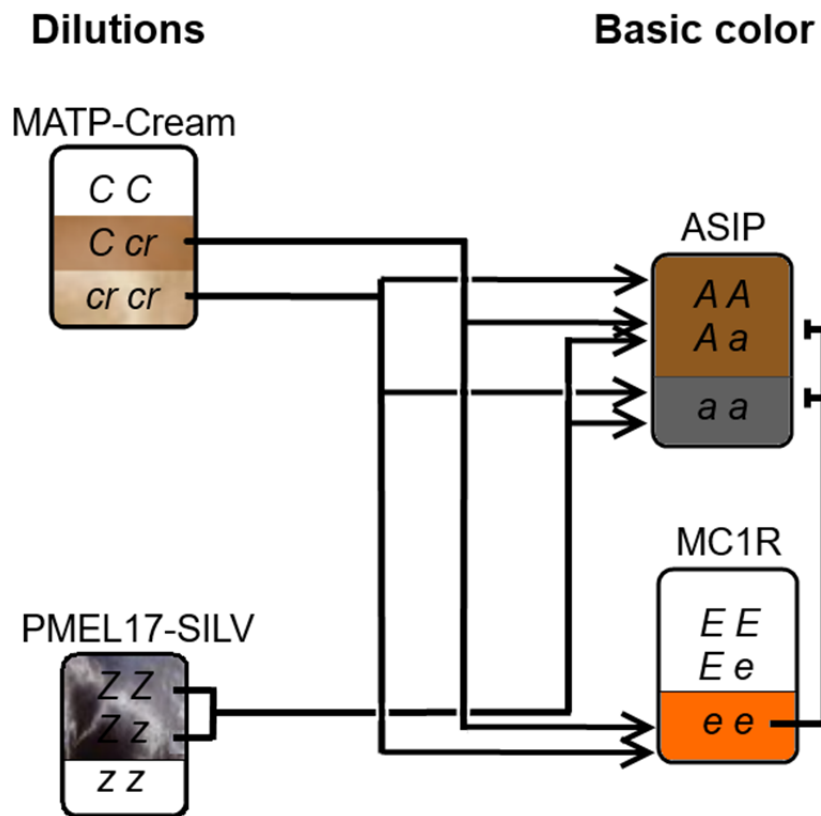 Dilutions
Basic color
MATP-Cream
C C
C cr
cr cr
ASIP
A A
A a
a a
MC1R
E E
E e
e e
PMEL17-SILV
Z Z
Z z
z z